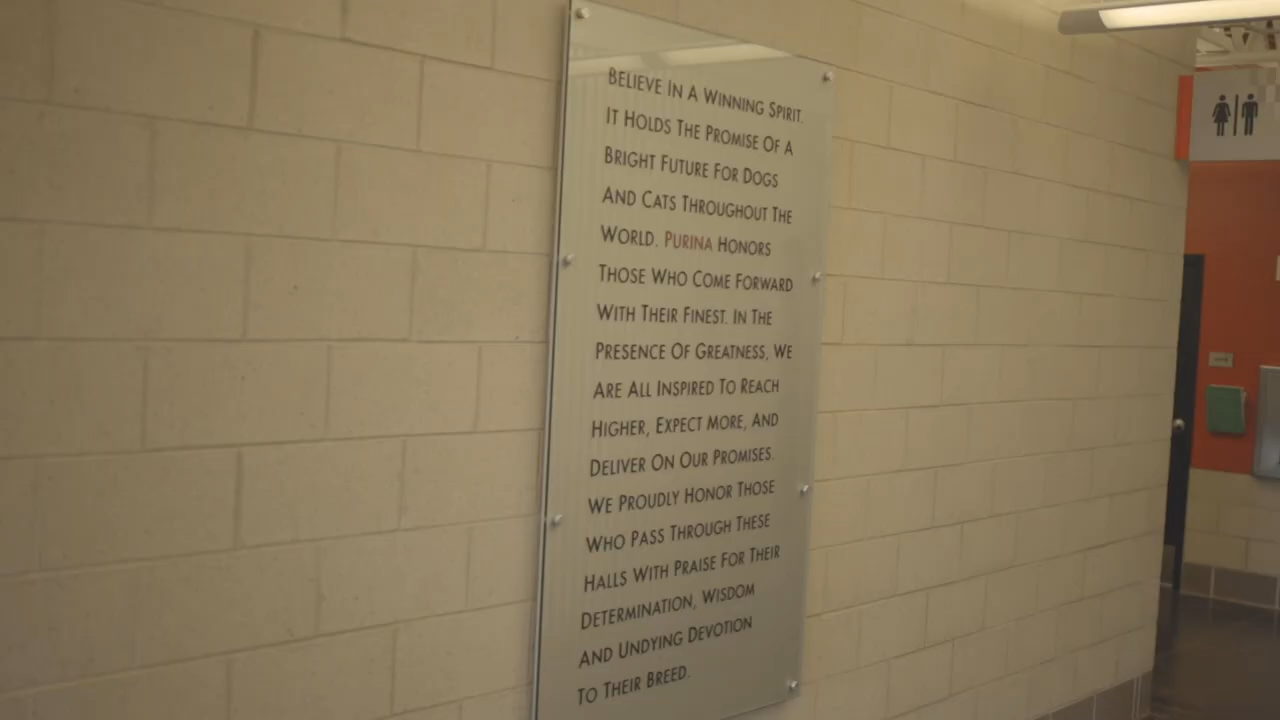 BELIEVE IN A WINNING SPIRIT.
IT HOLDS THE PROMISE OF A
BRIGHT FUTURE FOR DOGS
AND CATS THROUGHOUT THE
WORLD. PURINA HONORS
THOSE WHO COME FORWARD
WITH THEIR FINEST. IN THE
PRESENCE OF GREATNESS, WE
ARE ALL INSPIRED TO REACH
HIGHER, EXPECT MORE, AND
DELIVER ON OUR PROMISES.
WE PROUDLY HONOR THOSE
WHO PASS THROUGH THESE
HALLS WITH PRAISE FOR THEIR
DETERMINATION, WISDOM
AND UNDYING DEVOTION
TO THEIR BREED.